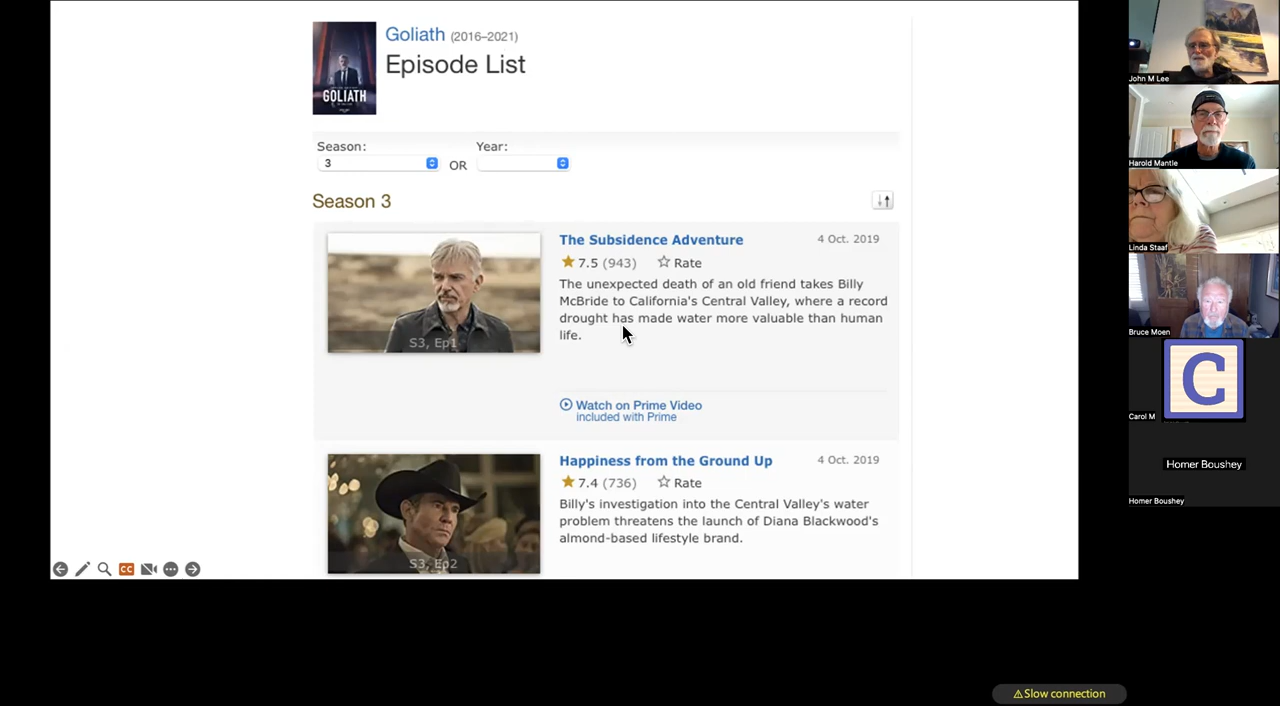 Goliath (2016–2021)
Episode List
GOLIATH
Season:
Year:
3
OR
Season 3
The Subsidence Adventure
4 Oct. 2019
7.5 (943)
Rate
The unexpected death of an old friend takes Billy
McBride to California's Central Valley, where a record
drought has made water more valuable than human
life.
S3, Ep1
Watch on Prime Video
included with Prime
Happiness from the Ground Up
4 Oct. 2019
7.4 (736)
Rate
Billy's investigation into the Central Valley's water
problem threatens the launch of Diana Blackwood's
almond-based lifestyle brand.
S3, Ep2
CC
John M Lee
Harold Mantle
Linda Staaf
Bruce Moen
C
Carol M
Homer Boushey
Homer Boushey
Slow connection